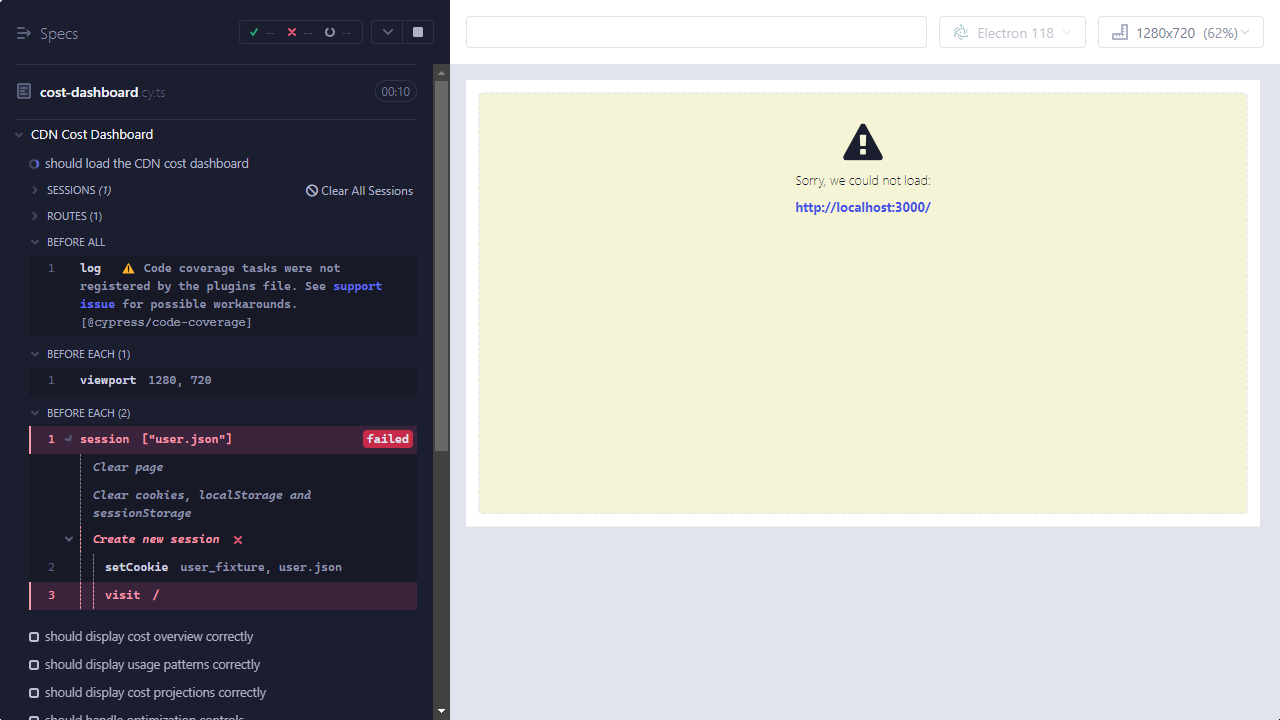 Specs
-- -- --
Electron 118
1280x720 (62%)
cost-dashboard.cy.ts
00:10
CDN Cost Dashboard
should load the CDN cost dashboard
SESSIONS (1)
Clear All Sessions
ROUTES (1)
BEFORE ALL
1 log ⚠ Code coverage tasks were not
registered by the plugins file. See support
issue for possible workarounds.
[@cypress/code-coverage]
BEFORE EACH (1)
1 viewport 1280, 720
BEFORE EACH (2)
1 session ["user.json"] failed
Clear page
Clear cookies, localStorage and
sessionStorage
Create new session
2 setCookie user_fixture, user.json
3 visit /
should display cost overview correctly
should display usage patterns correctly
should display cost projections correctly
should handle optimization controls
Sorry, we could not load:
http://localhost:3000/